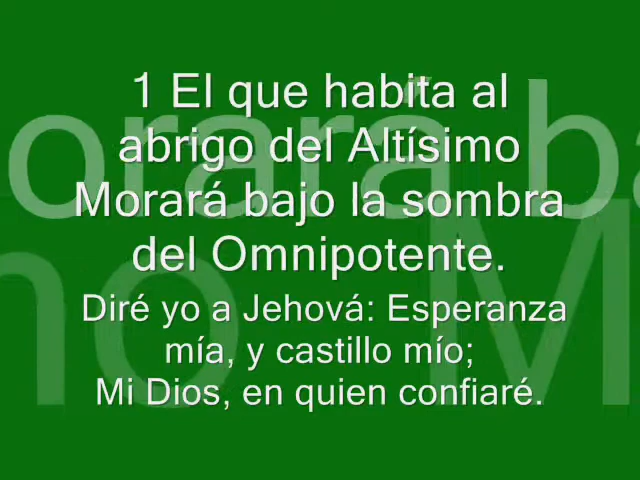 1 El que habita al
abrigo del Altísimo
Morará bajo la sombra
del Omnipotente.
Diré yo a Jehová: Esperanza
mía, y castillo mío;
Mi Dios, en quien confiaré.